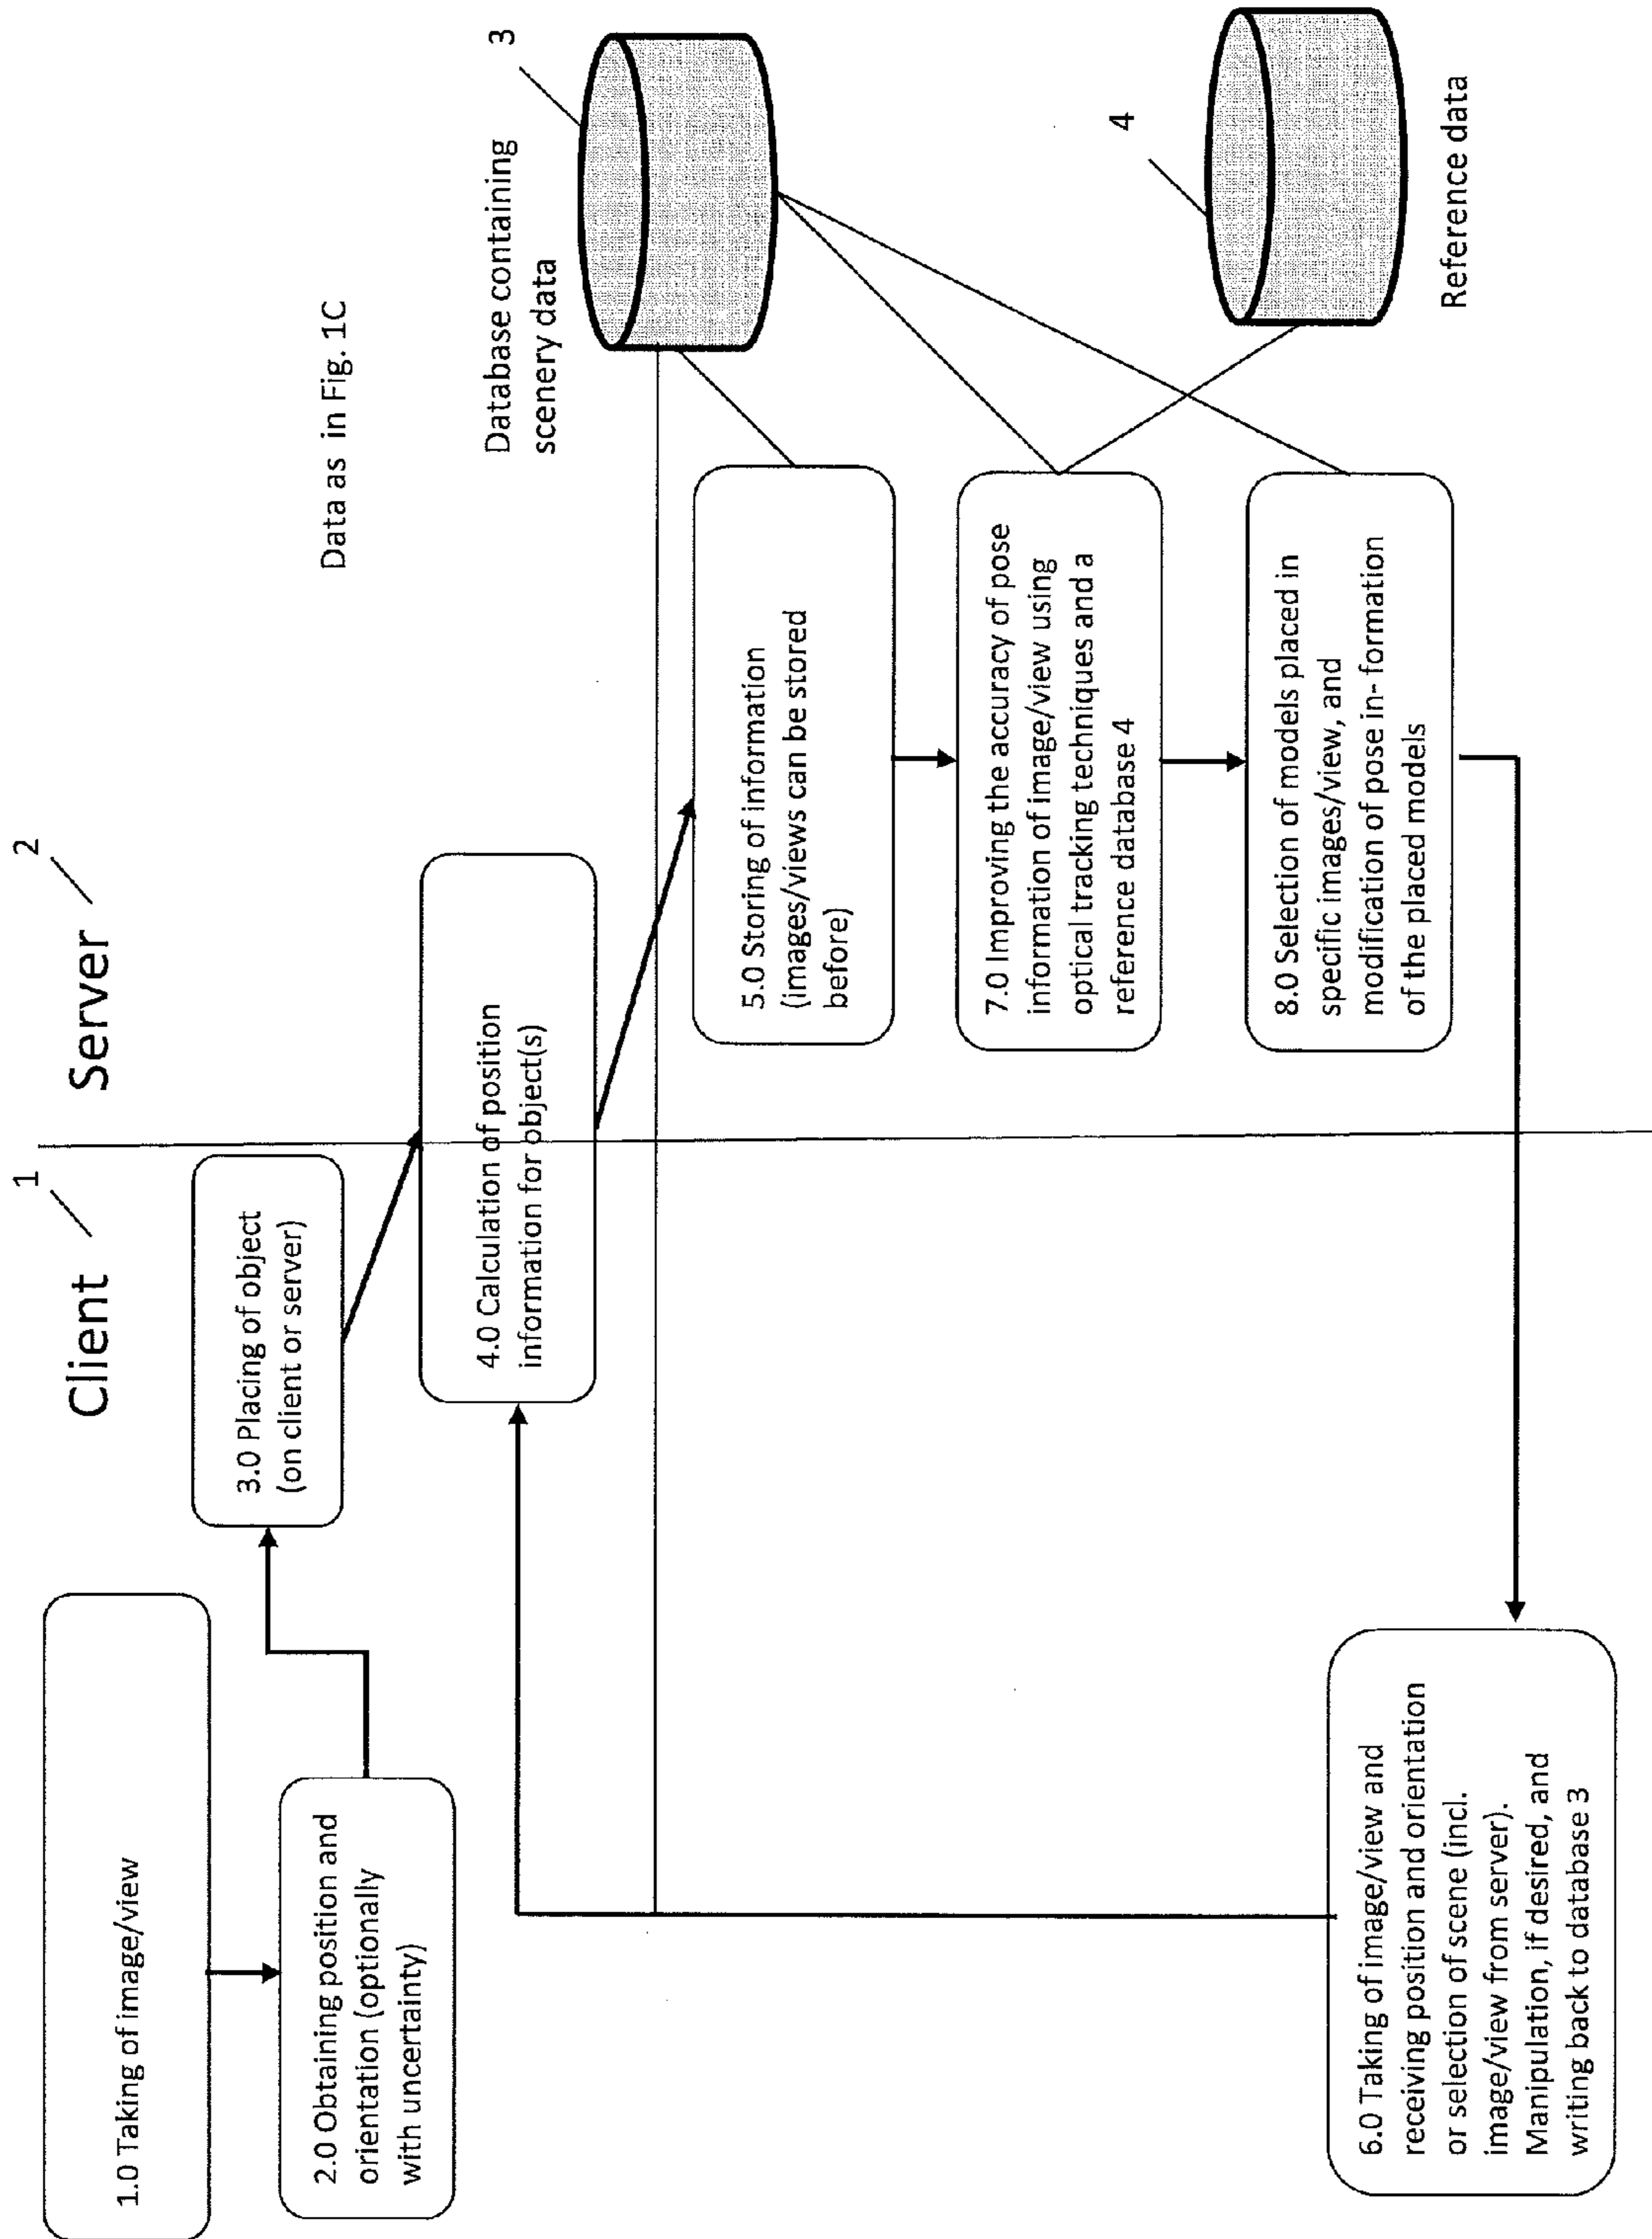 Client
1
Server
2
1.0 Taking of image/view
2.0 Obtaining position and
orientation (optionally
with uncertainty)
3.0 Placing of object
(on client or server)
4.0 Calculation of position
information for object(s)
Data as in Fig. 1C
Database containing
scenery data
3
5.0 Storing of information
(images/views can be stored
before)
7.0 Improving the accuracy of pose
information of image/view using
optical tracking techniques and a
reference database 4
8.0 Selection of models placed in
specific images/view, and
modification of pose in- formation
of the placed models
4
Reference data
6.0 Taking of image/view and
receiving position and orientation
or selection of scene (incl.
image/view from server).
Manipulation, if desired, and
writing back to database 3